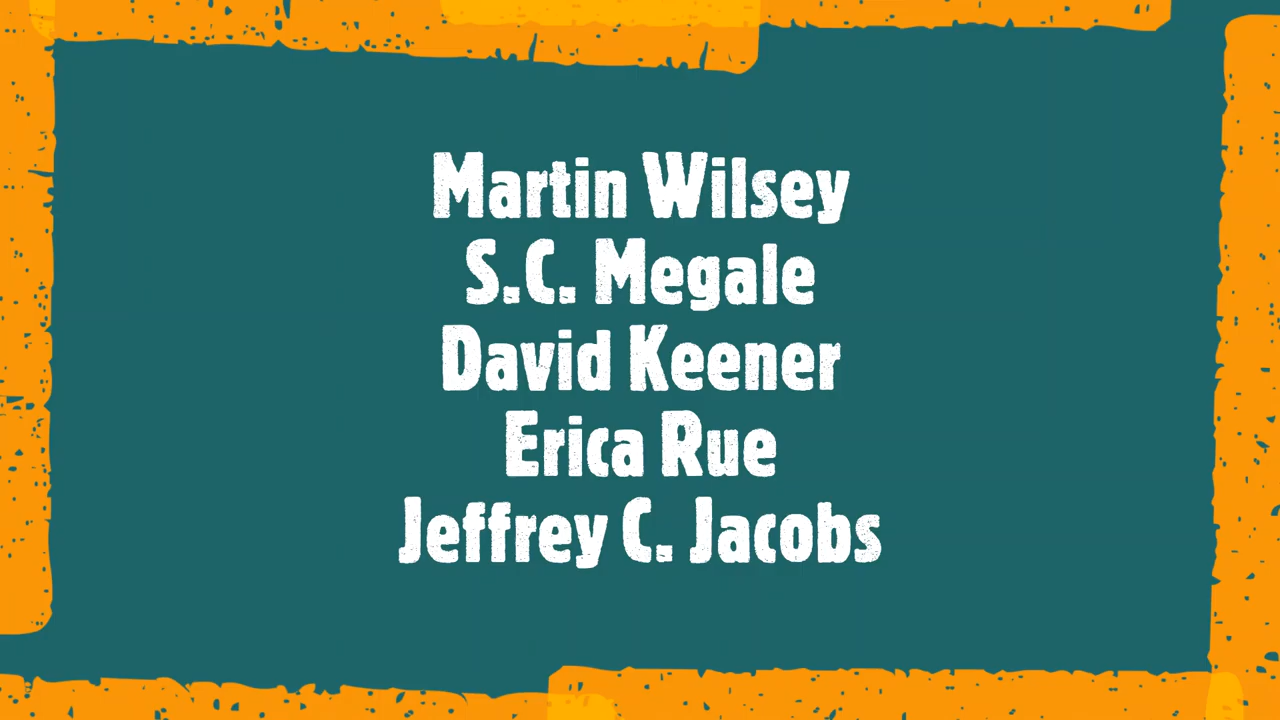 Martin Wilsey
S.C. Megale
David Keener
Erica Rue
Jeffrey C. Jacobs